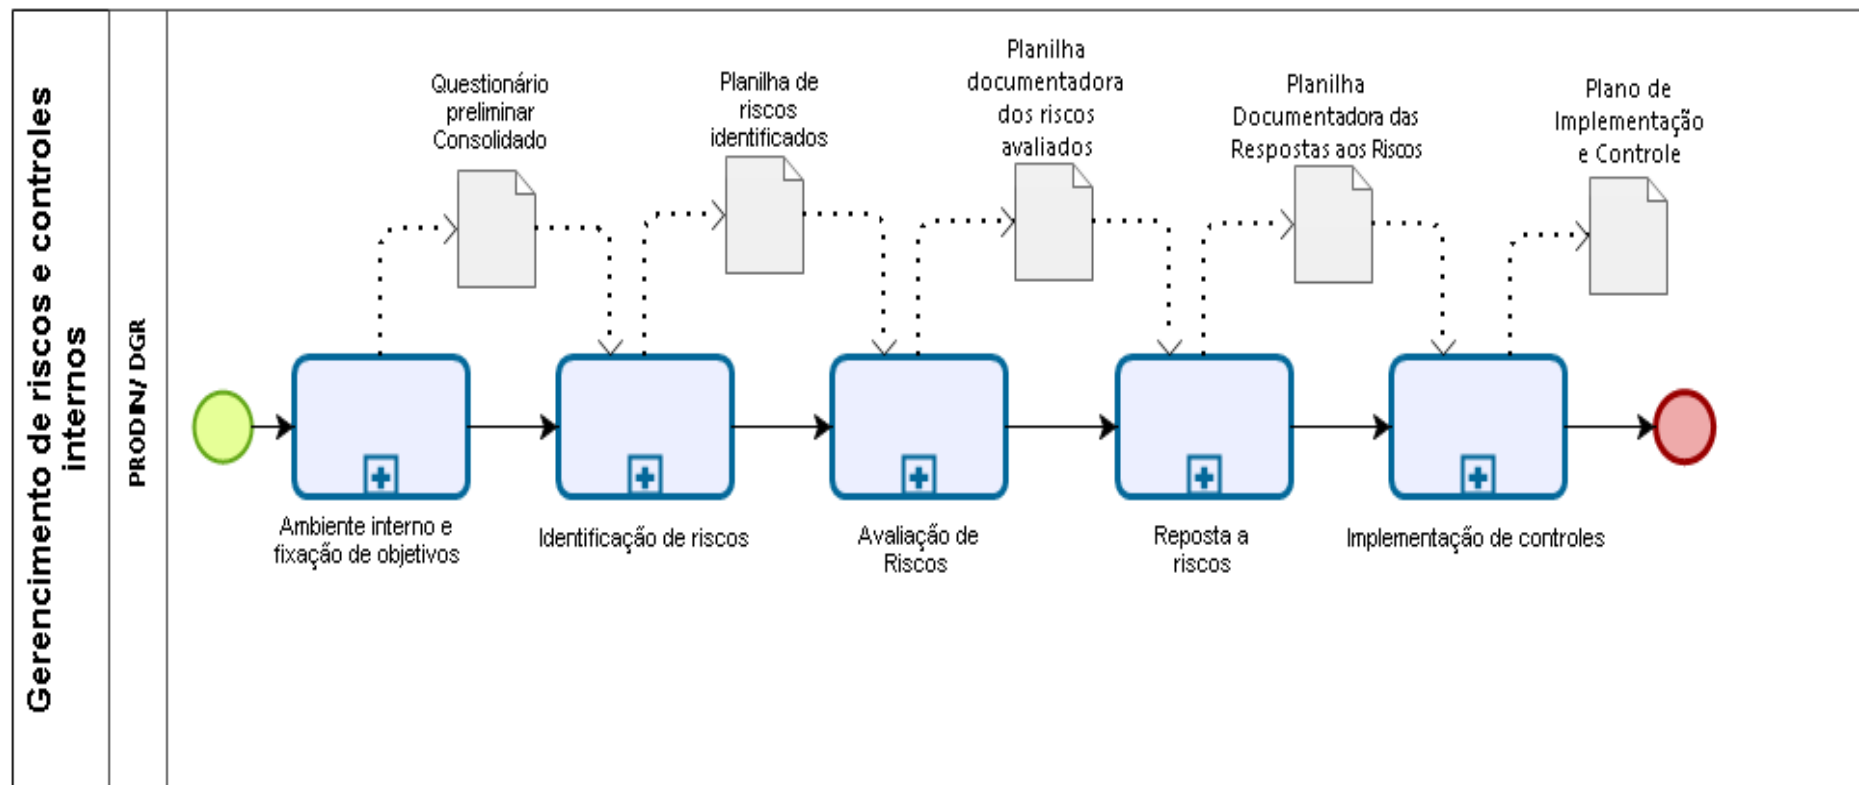 Gerencimento de riscos e controles
internos
PRODIN/ DGR
Questionário
preliminar
Consolidado
Planilha de
riscos
identificados
Planilha
documentadora
dos riscos
avaliados
Planilha
Documentadora das
Respostas aos Riscos
Plano de
Implementação
e Controle
Ambiente interno e
fixação de objetivos
Identificação de riscos
Avaliação de
Riscos
Reposta a
riscos
Implementação de controles